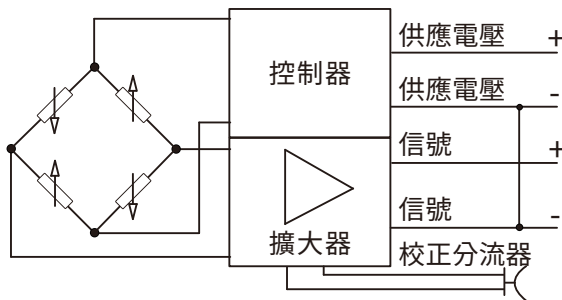 供應電壓 +
控制器
供應電壓 -
信號 +
信號 -
擴大器
校正分流器